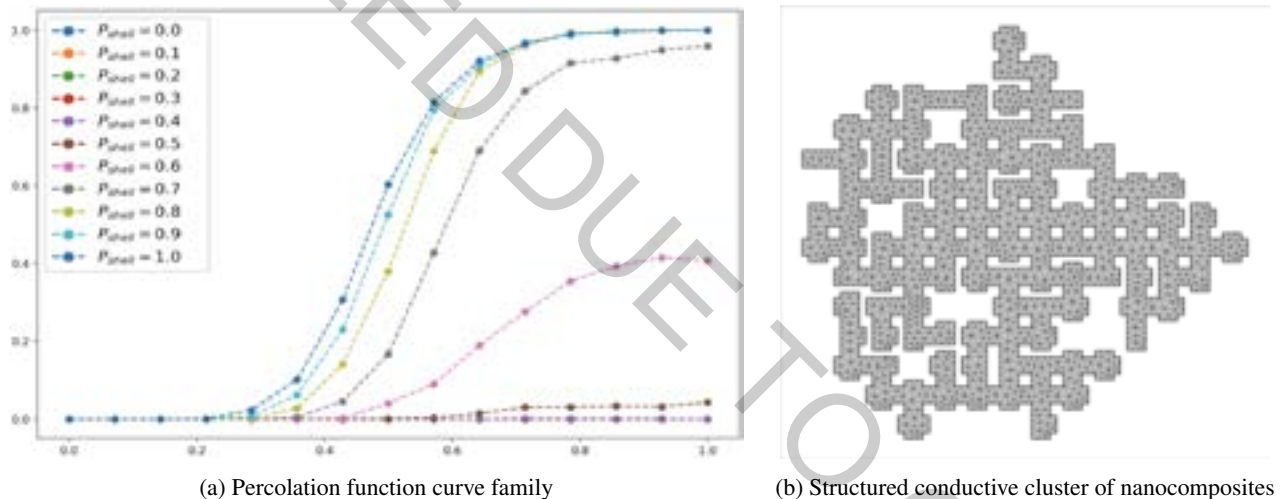 P_shell = 0.0
P_shell = 0.1
P_shell = 0.2
P_shell = 0.3
P_shell = 0.4
P_shell = 0.5
P_shell = 0.6
P_shell = 0.7
P_shell = 0.8
P_shell = 0.9
P_shell = 1.0
1.0
0.8
0.6
0.4
0.2
0.0
0.0 0.2 0.4 0.6 0.8 1.0
ED DUE TO
(a) Percolation function curve family
(b) Structured conductive cluster of nanocomposites